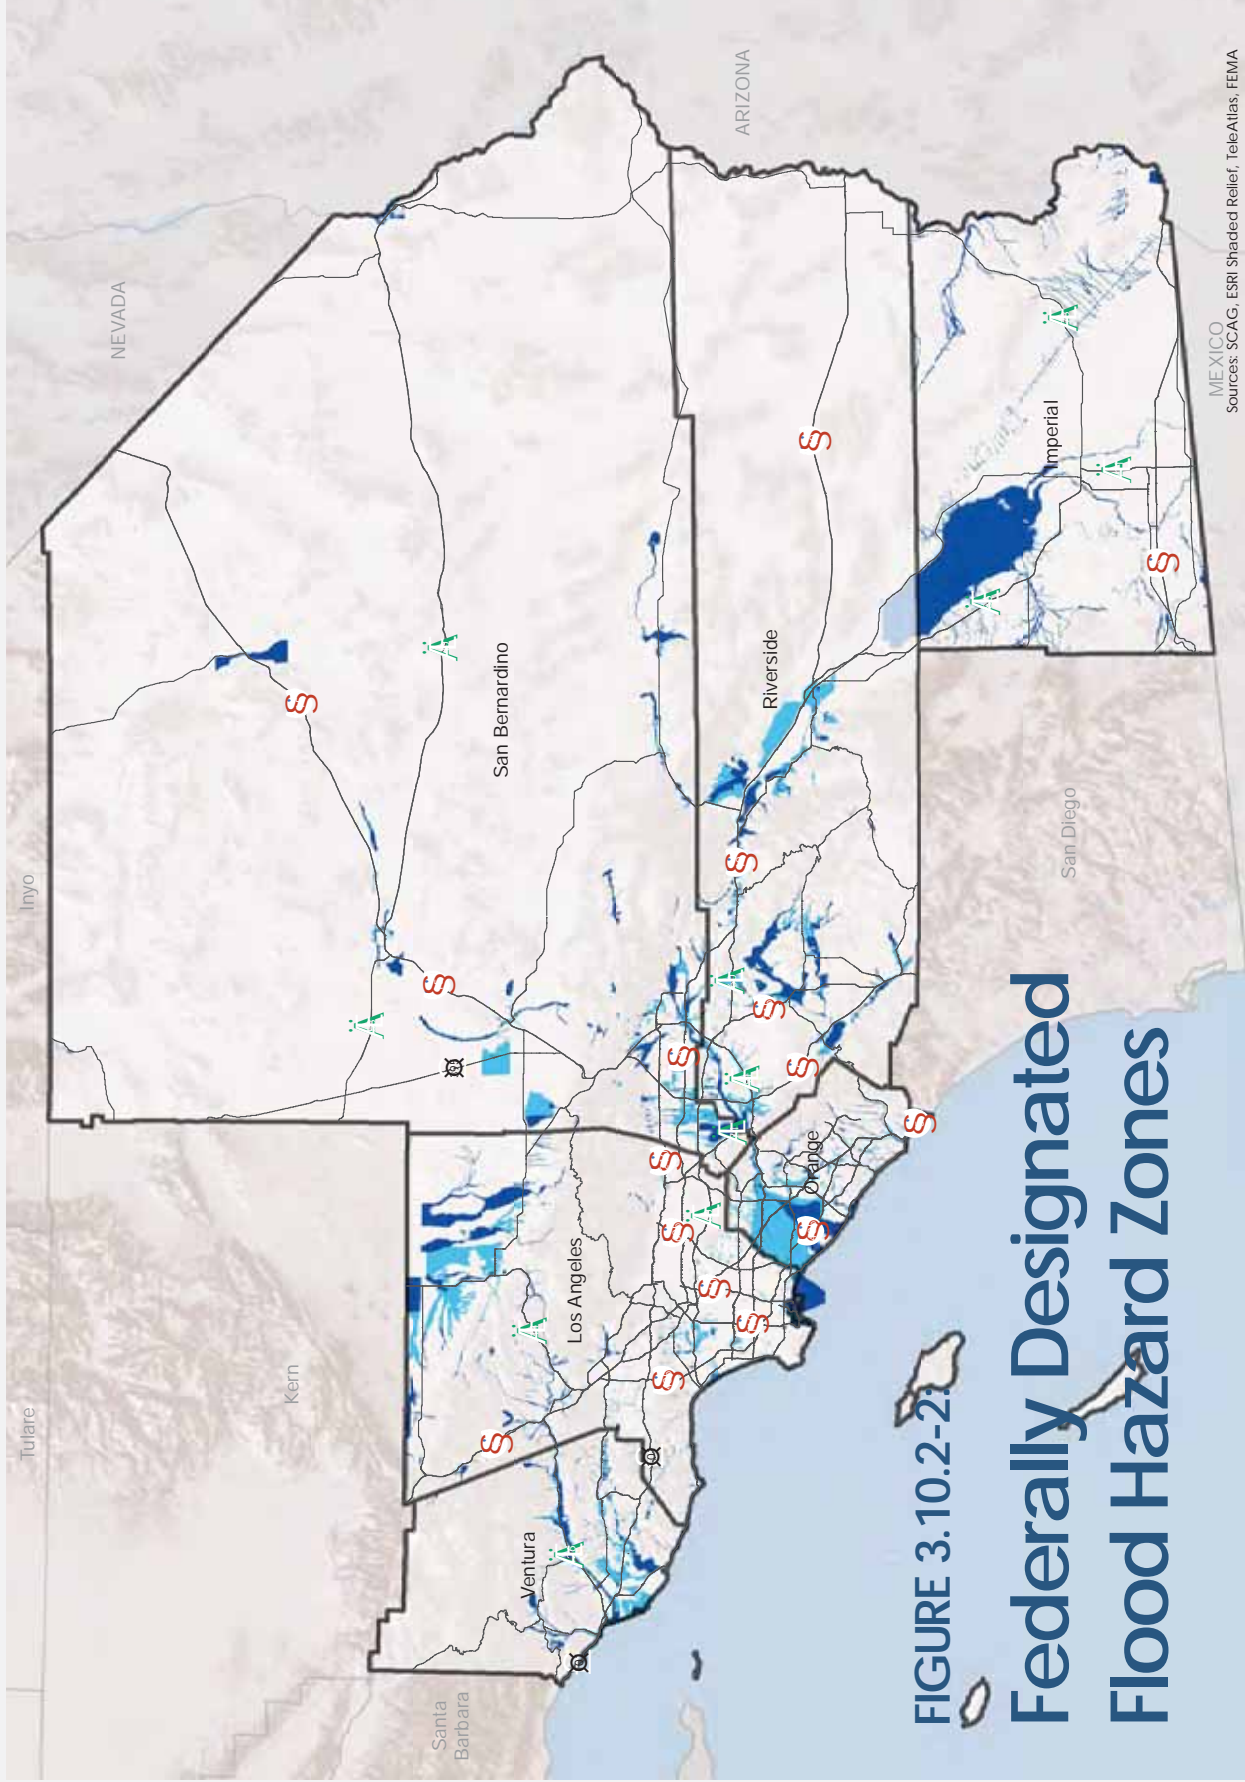 Tulare
Inyo
NEVADA
Kern
Santa
Barbara
San Bernardino
Ventura
Los Angeles
ARIZONA
Riverside
Orange
Imperial
San Diego
MEXICO
FIGURE 3.10.2-2:
Federally Designated
Flood Hazard Zones
Sources: SCAG, ESRI Shaded Relief, TeleAtlas, FEMA